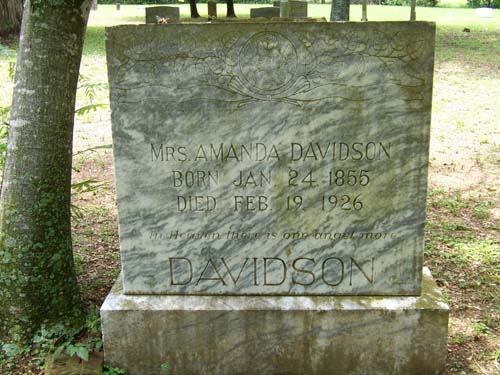 MRS. AMANDA DAVIDSON
BORN JAN. 24. 1855
DIED FEB. 19, 1926
In Heaven there is one angel more.
DAVIDSON